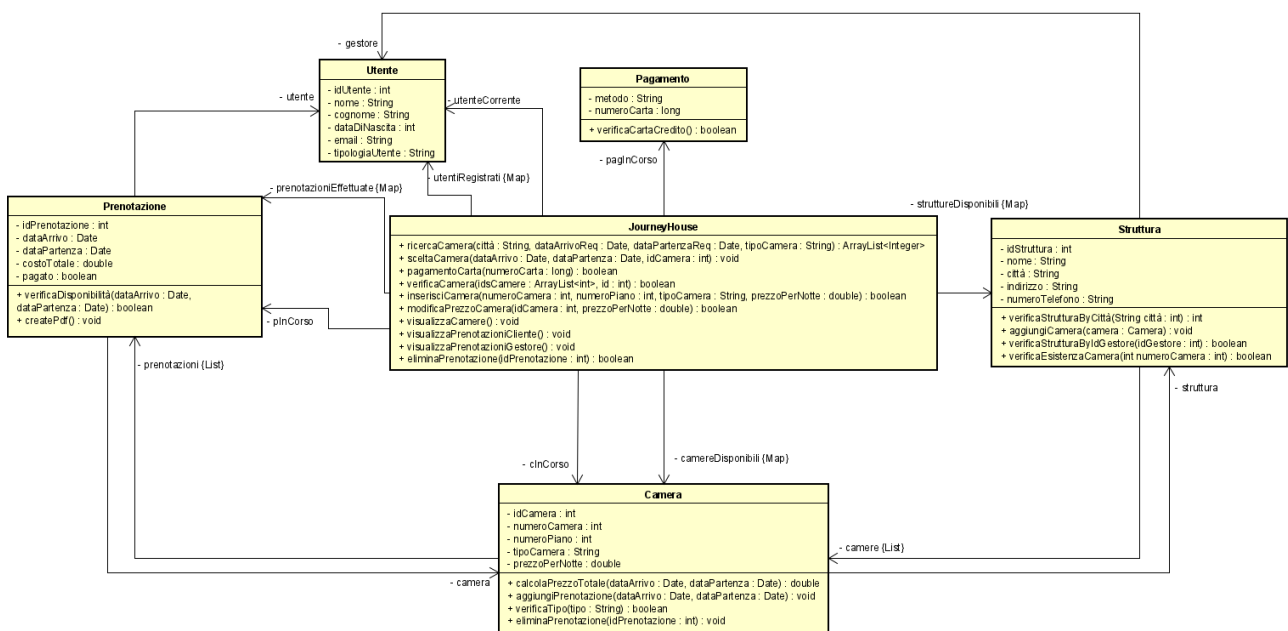 - gestore
Utente
- idUtente : int
- nome : String
- cognome : String
- dataDiNascita : int
- email : String
- tipologiaUtente : String
- utente
- utenteCorrente
- utentiRegistrati {Map}
Pagamento
- metodo : String
- numeroCarta : long
+ verificaCartaCredito() : boolean
- pagInCorso
- prenotazioniEffettuate {Map}
- struttureDisponibili {Map}
Prenotazione
- idPrenotazione : int
- dataArrivo : Date
- dataPartenza : Date
- costoTotale : double
- pagato : boolean
+ verificaDisponibilità(dataArrivo : Date,
dataPartenza : Date) : boolean
+ createPdf() : void
- pInCorso
- prenotazioni {List}
JourneyHouse
+ ricercaCamera(città : String, dataArrivoReq : Date, dataPartenzaReq : Date, tipoCamera : String) : ArrayList<Integer>
+ sceltaCamera(dataArrivo : Date, dataPartenza : Date, idCamera : int) : void
+ pagamentoCarta(numeroCarta : long) : boolean
+ verificaCamera(idsCamere : ArrayList<int>, id : int) : boolean
+ inserisciCamera(numeroCamera : int, numeroPiano : int, tipoCamera : String, prezzoPerNotte : double) : boolean
+ modificaPrezzoCamera(idCamera : int, prezzoPerNotte : double) : boolean
+ visualizzaCamere() : void
+ visualizzaPrenotazioniCliente() : void
+ visualizzaPrenotazioniGestore() : void
+ eliminaPrenotazione(idPrenotazione : int) : boolean
Struttura
- idStruttura : int
- nome : String
- città : String
- indirizzo : String
- numeroTelefono : String
+ verificaStrutturaByCittà(String città : int) : int
+ aggiungiCamera(camera : Camera) : void
+ verificaStrutturaByIdGestore(idGestore : int) : boolean
+ verificaEsistenzaCamera(int numeroCamera : int) : boolean
- struttura
- cInCorso
- camereDisponibili {Map}
Camera
- idCamera : int
- numeroCamera : int
- numeroPiano : int
- tipoCamera : String
- prezzoPerNotte : double
+ calcolaPrezzoTotale(dataArrivo : Date, dataPartenza : Date) : double
+ aggiungiPrenotazione(dataArrivo : Date, dataPartenza : Date) : void
+ verificaTipo(tipo : String) : boolean
+ eliminaPrenotazione(idPrenotazione : int) : void
- camere {List}
- camera